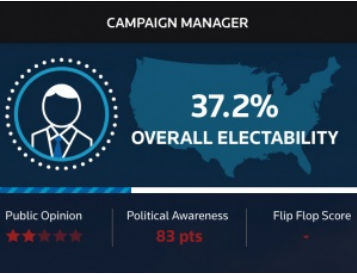 CAMPAIGN MANAGER
37.2%
OVERALL ELECTABILITY
Public Opinion
Political Awareness
Flip Flop Score
83 pts
-